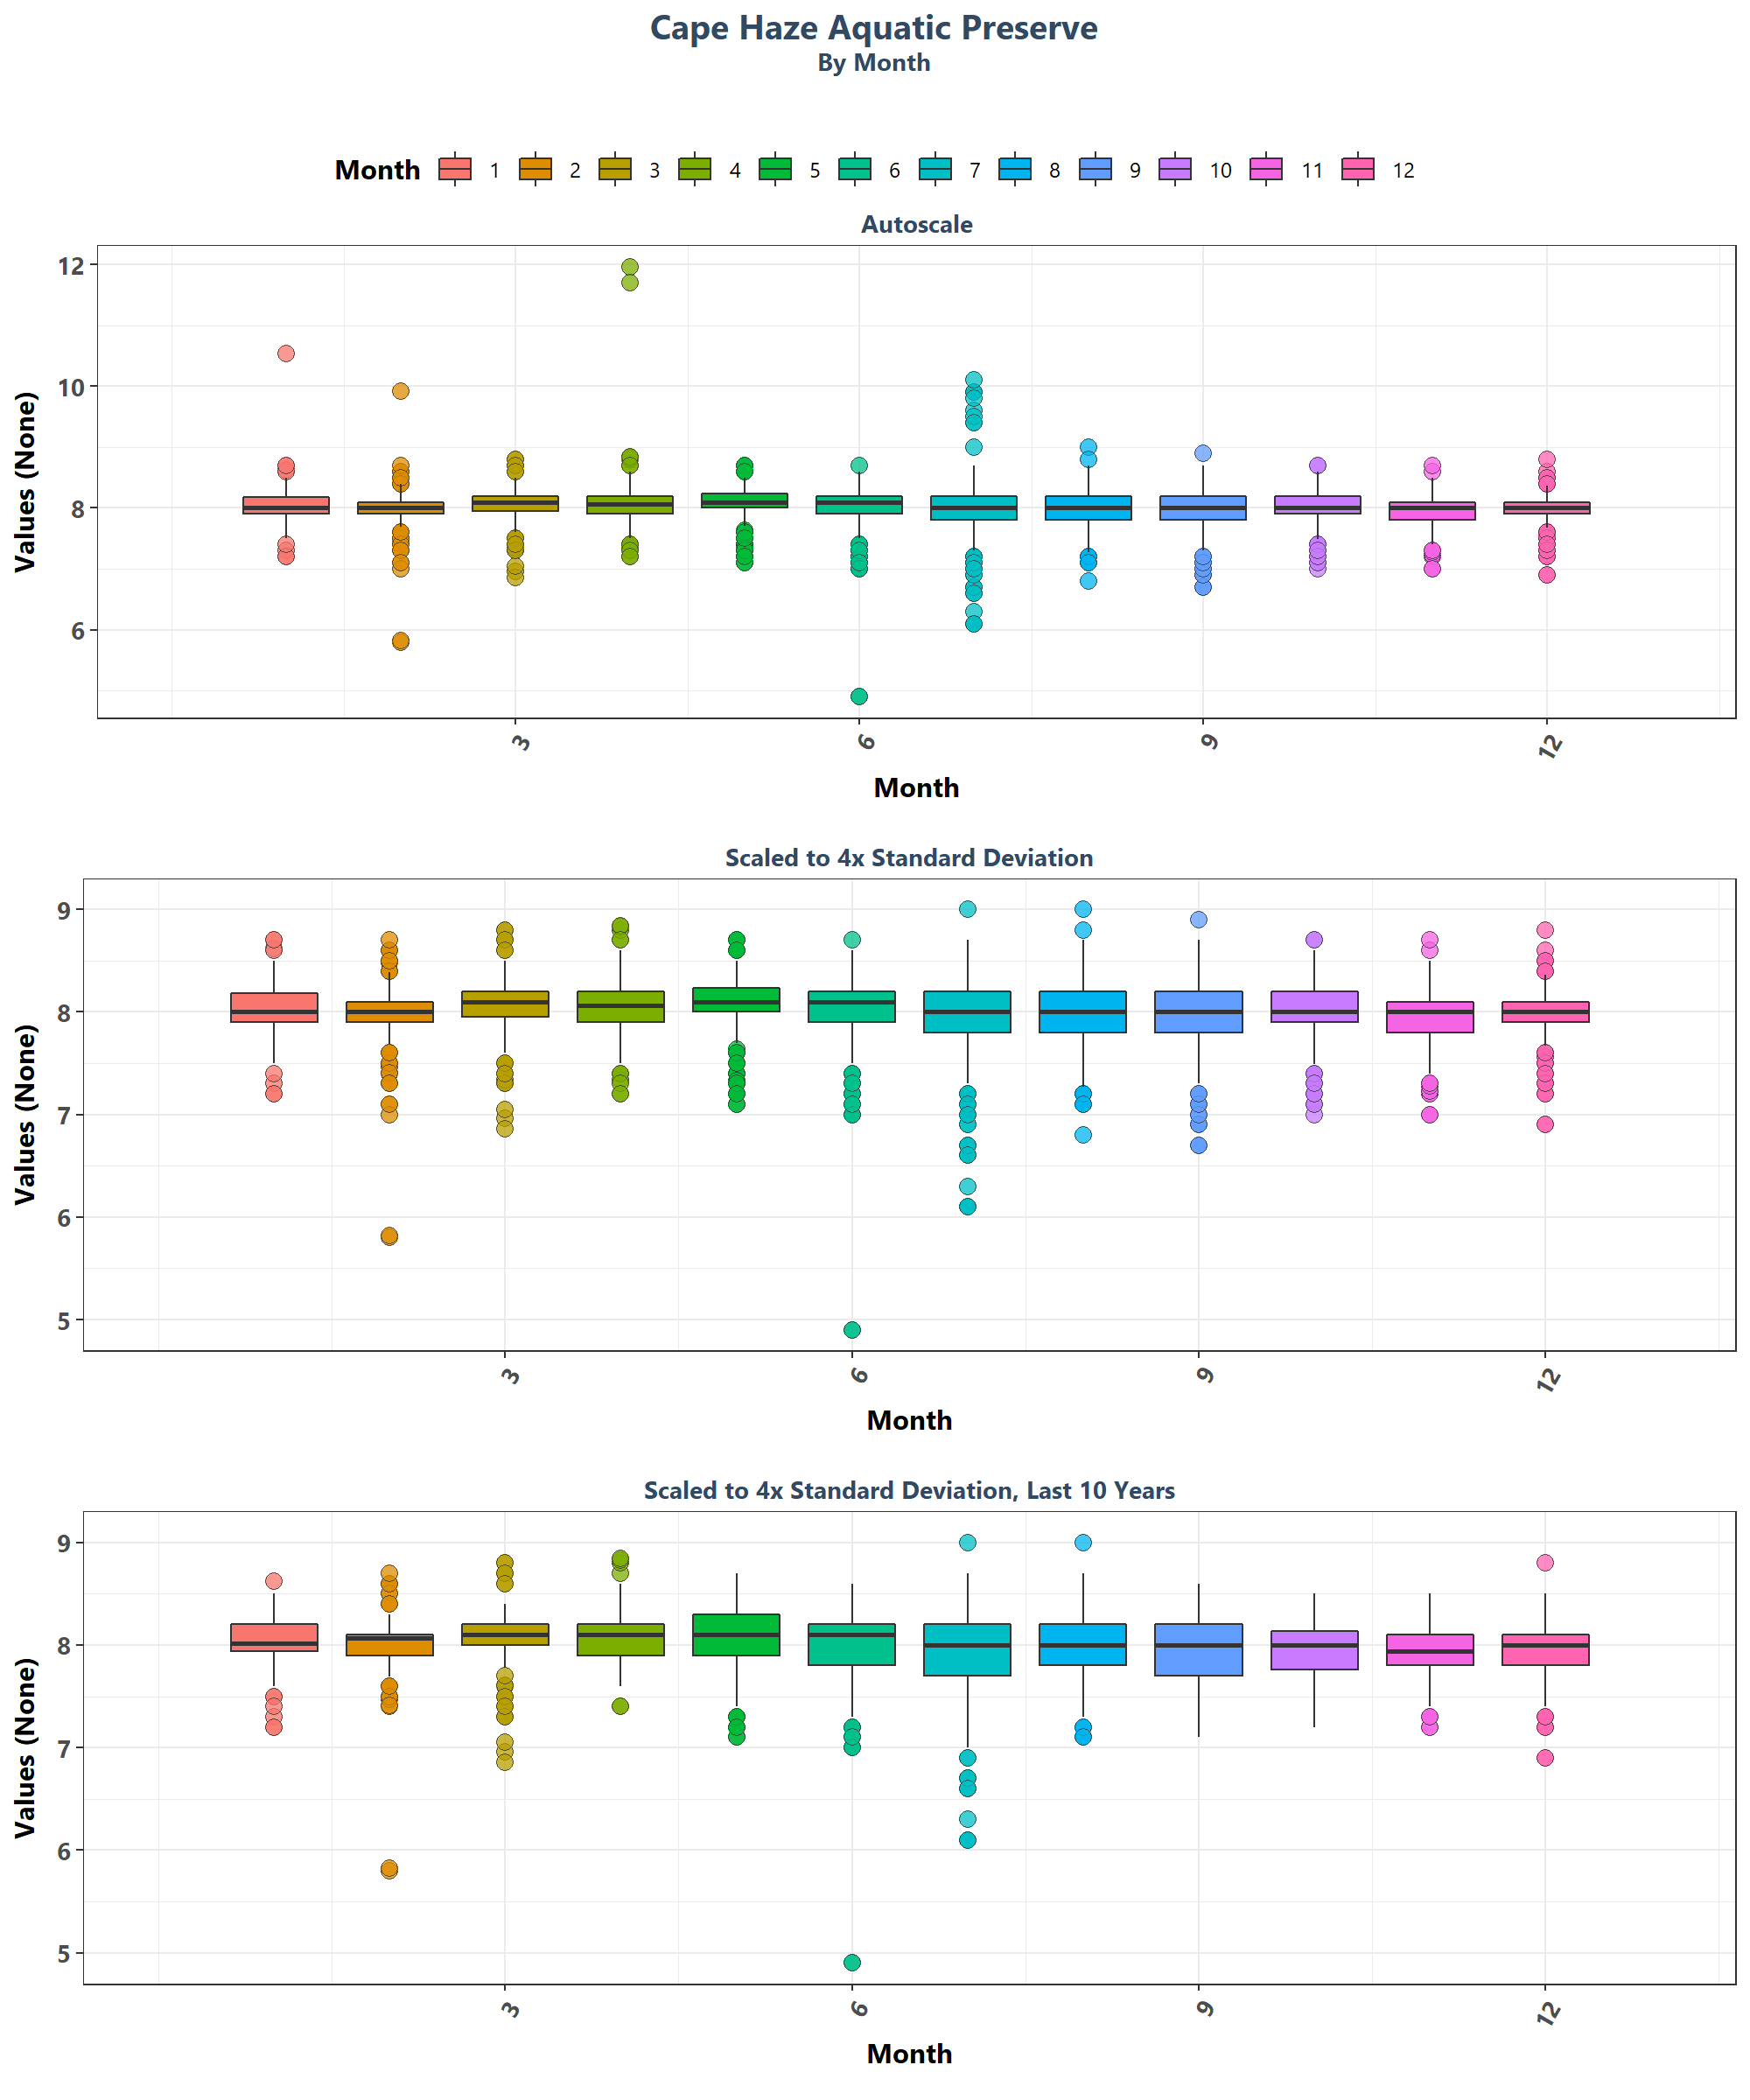 Cape Haze Aquatic Preserve
By Month
Month 1 2 3 4 5 6 7 8 9 10 11 12
Autoscale
Values (None)
12
10
8
6
3 6 9 12
Month
Scaled to 4x Standard Deviation
Values (None)
9
8
7
6
5
3 6 9 12
Month
Scaled to 4x Standard Deviation, Last 10 Years
Values (None)
9
8
7
6
5
3 6 9 12
Month